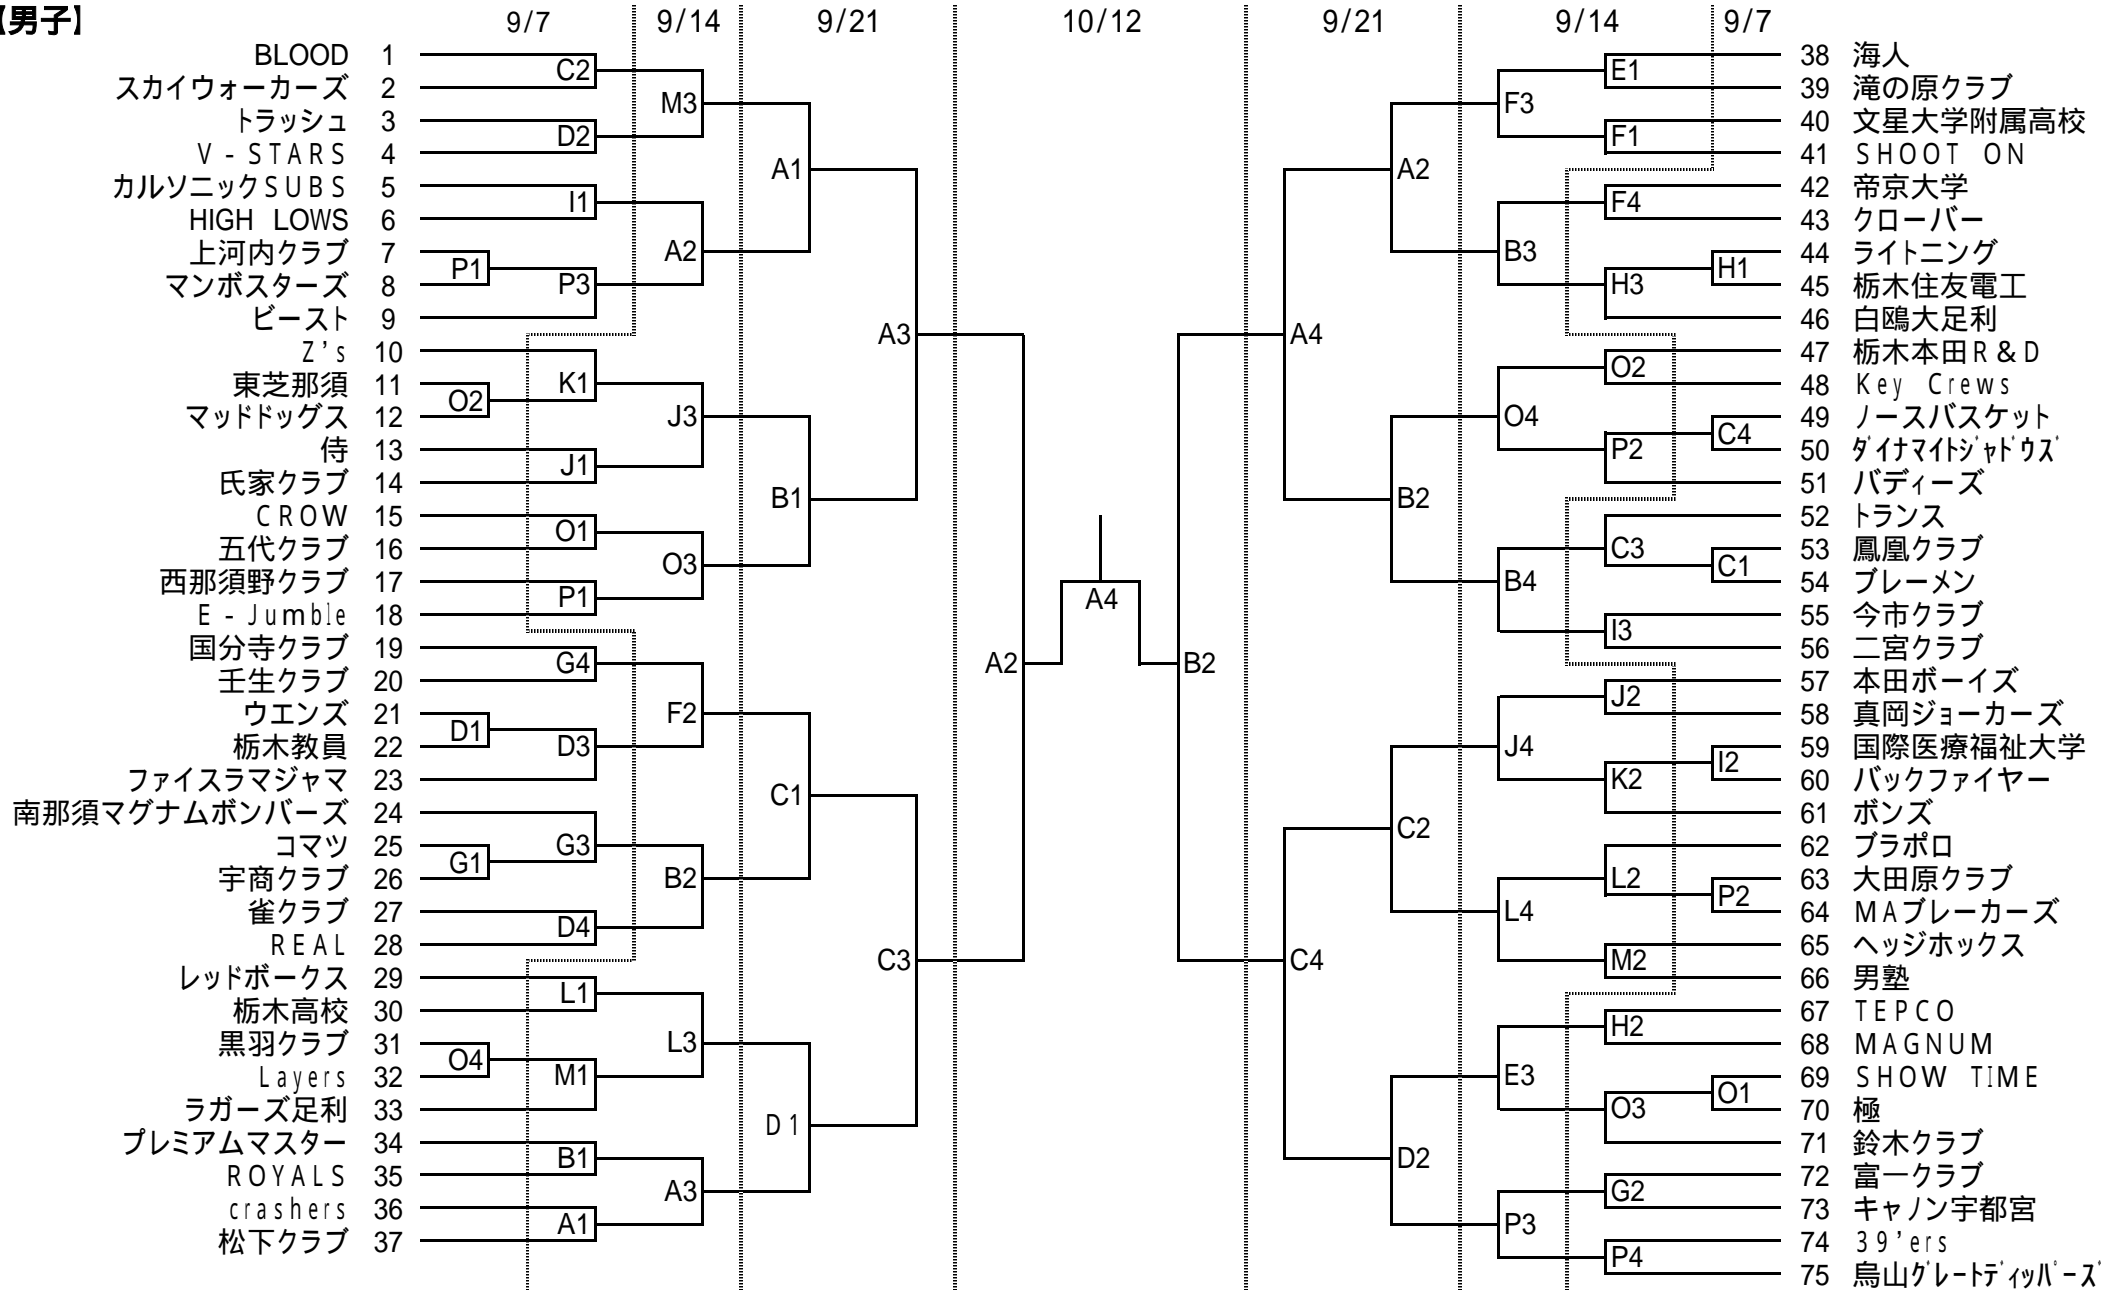 【男子】
9/7 9/14 9/21 10/12 9/21 9/14 9/7
BLOOD 1
スカイウォーカーズ 2
トラッシュ 3
V-STARS 4
カルソニックSUBS 5
HIGH LOWS 6
上河内クラブ 7
マンボスターズ 8
ビースト 9
Z's 10
東芝那須 11
マッドドッグス 12
侍 13
氏家クラブ 14
CROW 15
五代クラブ 16
西那須野クラブ 17
E-Jumble 18
国分寺クラブ 19
壬生クラブ 20
ウエンズ 21
栃木教員 22
ファイスラマジャマ 23
南那須マグナムボンバーズ 24
コマツ 25
宇商クラブ 26
雀クラブ 27
REAL 28
レッドボークス 29
栃木高校 30
黒羽クラブ 31
Layers 32
ラガーズ足利 33
プレミアムマスター 34
ROYALS 35
crashers 36
松下クラブ 37
P1
O2
D1
G1
O4
C2
D2
I1
P3
K1
J1
O1
P1
G4
D3
G3
D4
L1
M1
B1
A1
M3
A2
J3
O3
F2
B2
L3
A3
A1
B1
C1
D1
A3
C3
A2
A4
B2
A4
C4
A2
B2
C2
D2
F3
B3
O4
B4
J4
L4
E3
P3
E1
F1
F4
H3
O2
P2
C3
I3
J2
K2
L2
M2
H2
O3
G2
P4
H1
C4
C1
I2
P2
O1
38 海人
39 滝の原クラブ
40 文星大学附属高校
41 SHOOT ON
42 帝京大学
43 クローバー
44 ライトニング
45 栃木住友電工
46 白鴎大足利
47 栃木本田R&D
48 Key Crews
49 ノースバスケット
50 ダイナマイトジャドウズ
51 バディーズ
52 トランス
53 鳳凰クラブ
54 ブレーメン
55 今市クラブ
56 二宮クラブ
57 本田ボーイズ
58 真岡ジョーカーズ
59 国際医療福祉大学
60 バックファイヤー
61 ボンズ
62 ブラポロ
63 大田原クラブ
64 MAブレーカーズ
65 ヘッジホックス
66 男塾
67 TEPCO
68 MAGNUM
69 SHOW TIME
70 極
71 鈴木クラブ
72 富一クラブ
73 キャノン宇都宮
74 39'ers
75 烏山グレートディッパーズ